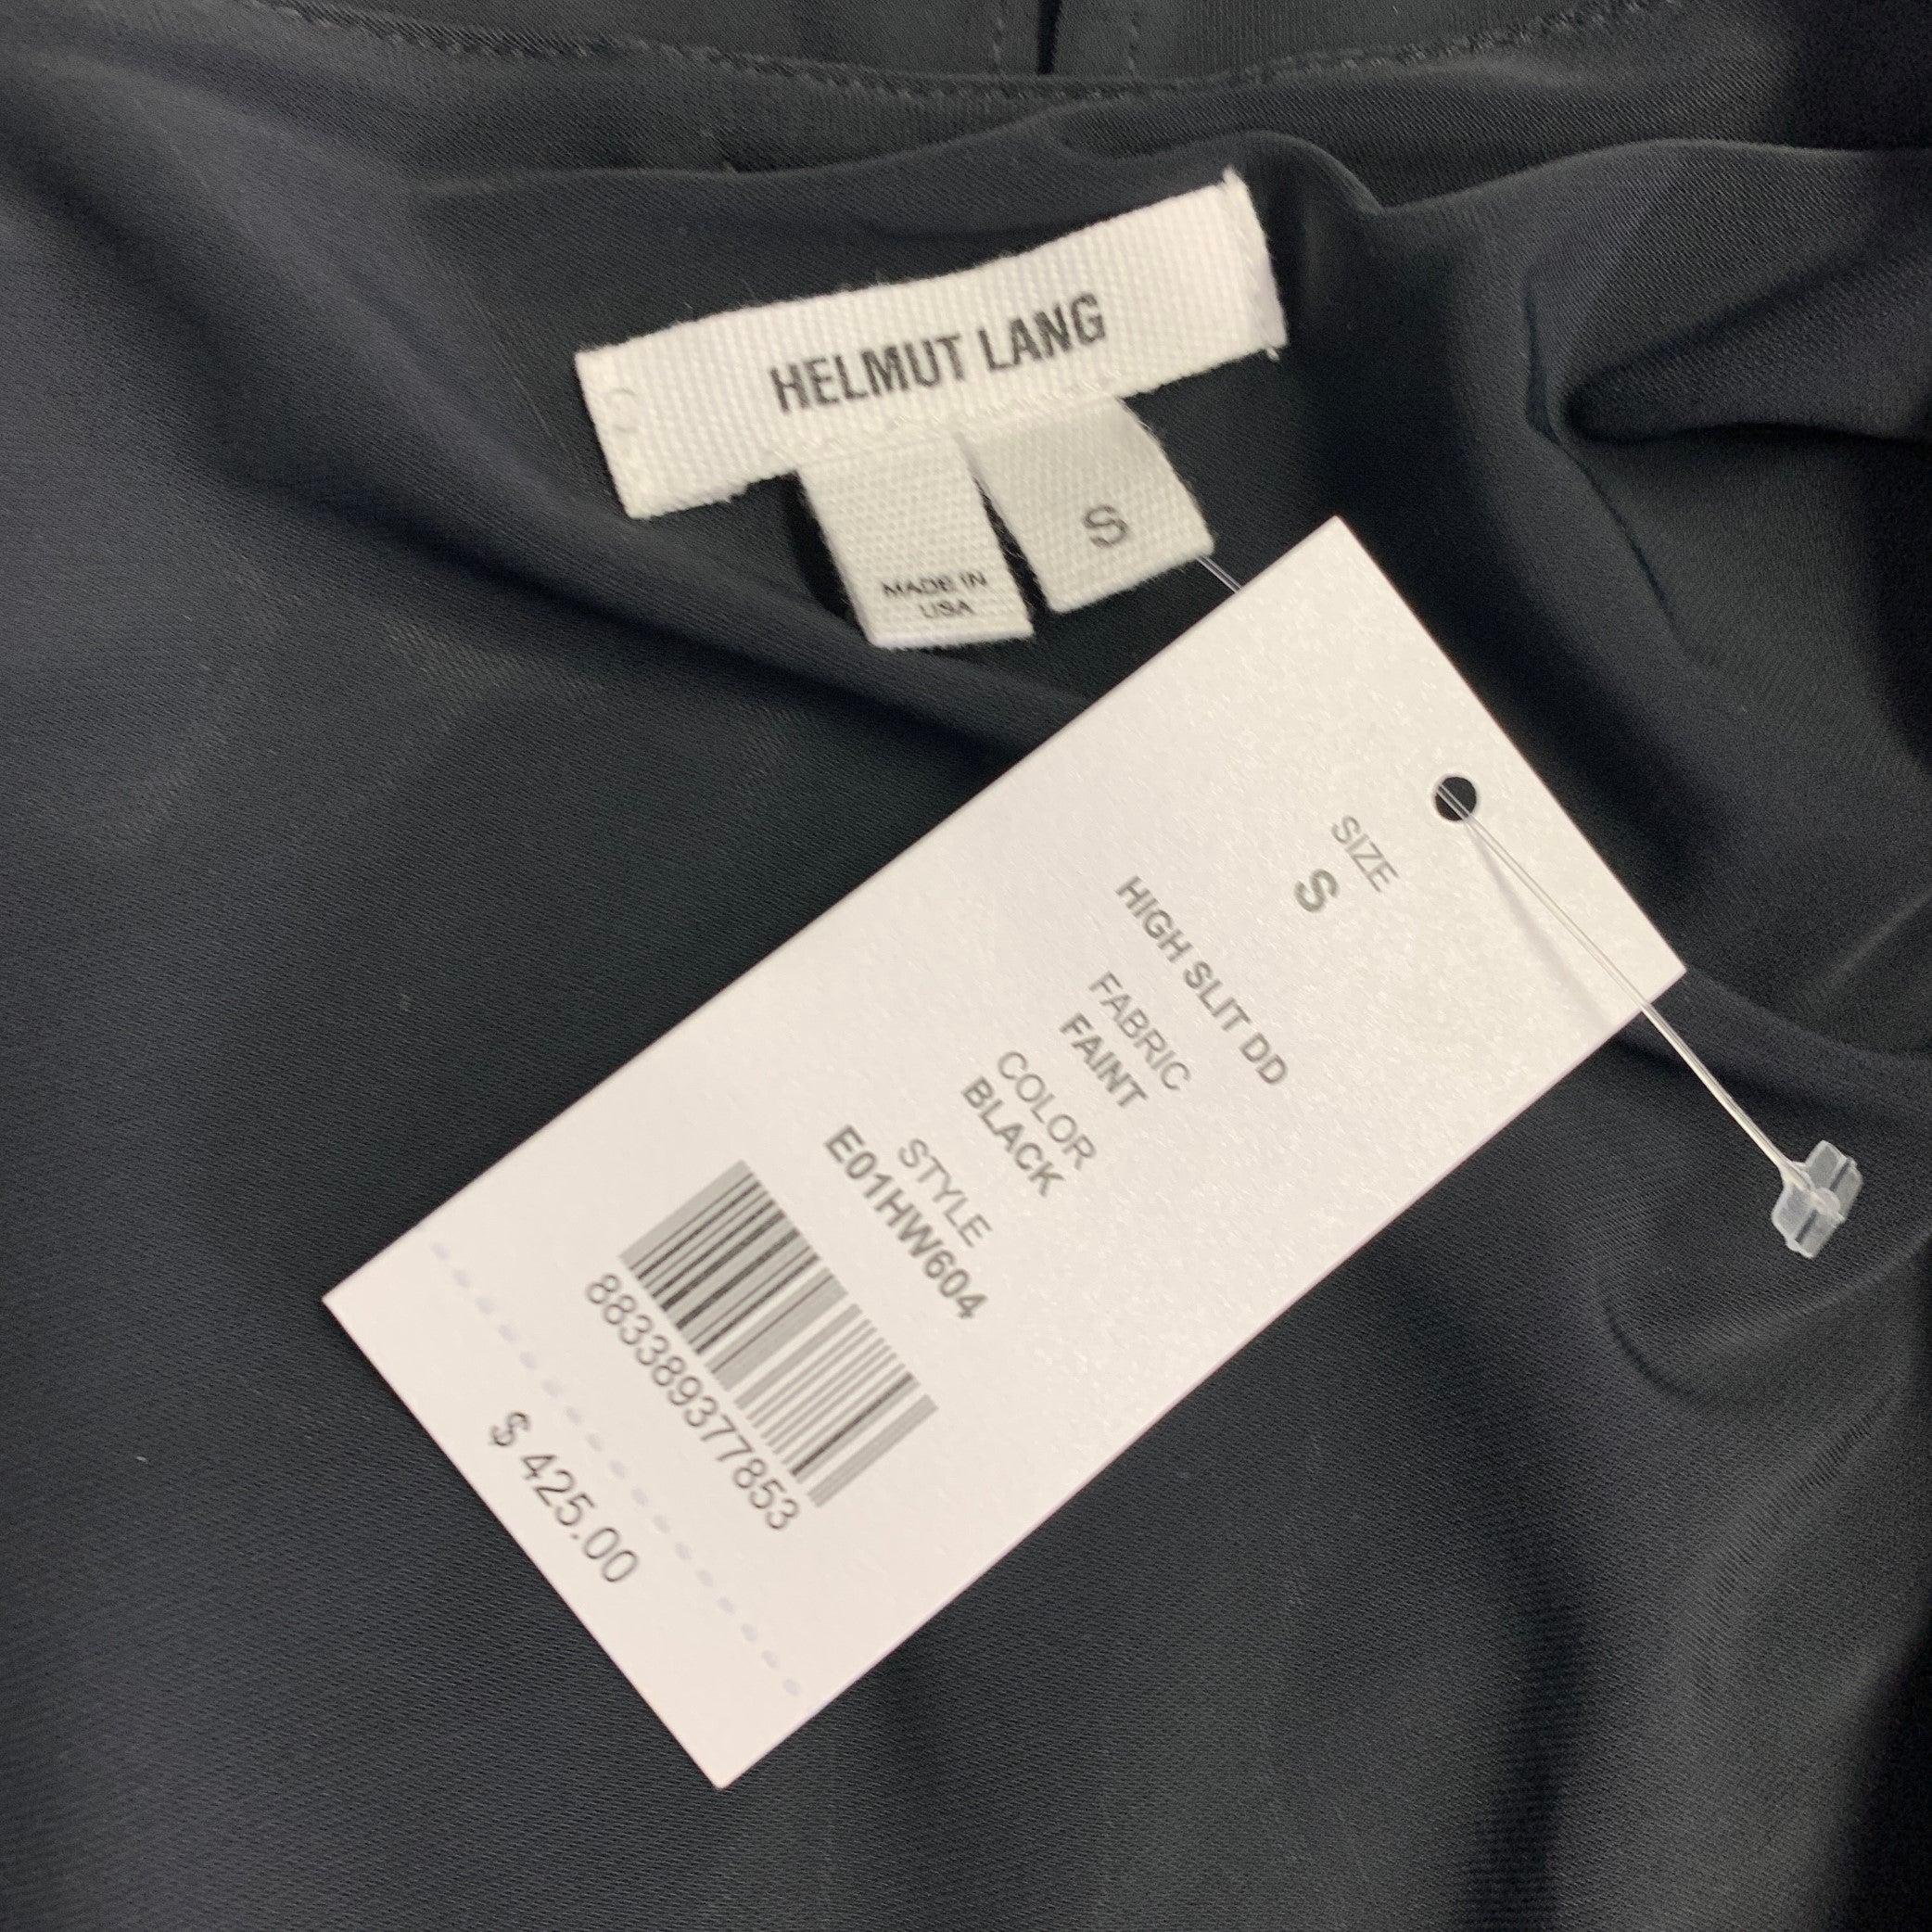 HELMUT LANG
MADE IN
USA
S
SIZE
S
HIGH SLIT DD
FABRIC
FAINT
COLOR
BLACK
STYLE
E01HW604
883389377853
$ 425.00